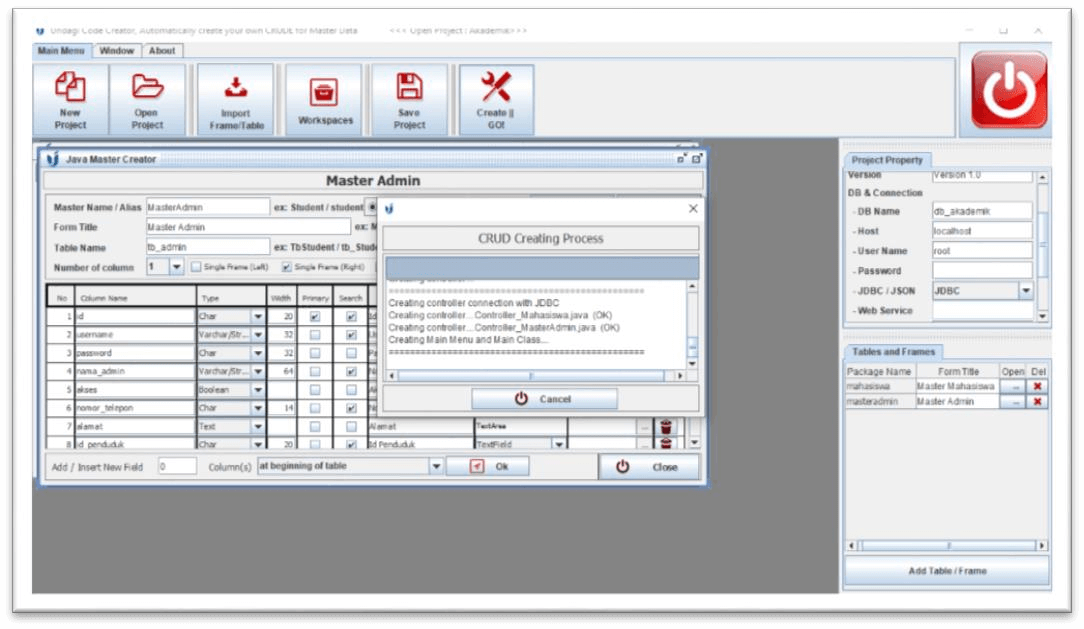 Undagi Code Creator, Automatically create your own CRUDE for Master Data <<< Open Project : Akademik>>>
Main Menu Window About
New Project
Open Project
Import Frame/Table
Workspaces
Save Project
Create || GO!
Java Master Creator
Master Admin
Master Name / Alias MasterAdmin ex: Student / student
Form Title Master Admin ex:
Table Name tb_admin ex: TbStudent / tb_Stude
Number of column 1 Single Frame (Left) Single Frame (Right)
No Column Name Type Width Primary Search
1 id Char 20 Id
2 username Varchar/Str... 32
3 password Char 32
4 nama_admin Varchar/Str... 64
5 akses Boolean
6 nomor_telepon Char 14
7 alamat Text Alamat TextArea ...
8 id_penduduk Char 20 Id Penduduk TextField ...
Add / Insert New Field 0 Column(s) at beginning of table Ok Close
CRUD Creating Process
==================================================
Creating controller connection with JDBC
Creating controller...Controller_Mahasiswa.java (OK)
Creating controller...Controller_MasterAdmin.java (OK)
Creating Main Menu and Main Class...
==================================================
Cancel
Project Property
Version Version 1.0
DB & Connection
- DB Name db_akademik
- Host localhost
- User Name root
- Password
- JDBC / JSON JDBC
- Web Service
Tables and Frames
Package Name Form Title Open Del
mahasiswa Master Mahasiswa ...
masteradmin Master Admin ...
Add Table / Frame